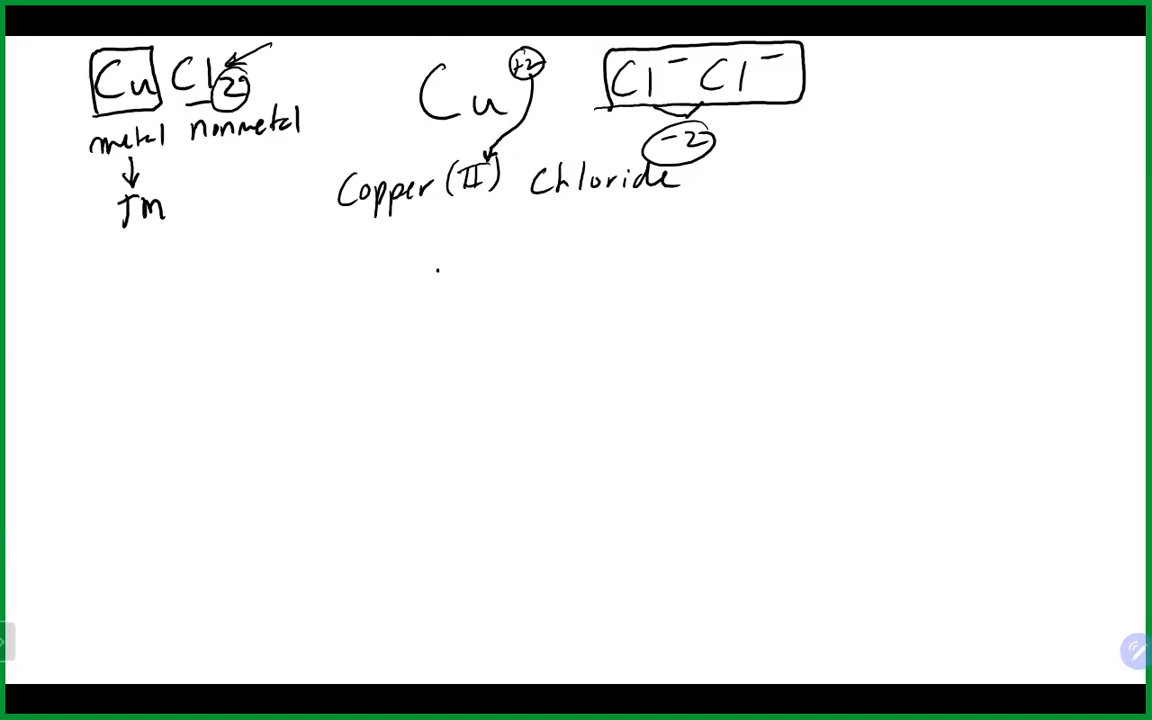 CuCl2 Cu+2 Cl- Cl-
metal nonmetal -2
Copper (II) Chloride
TM